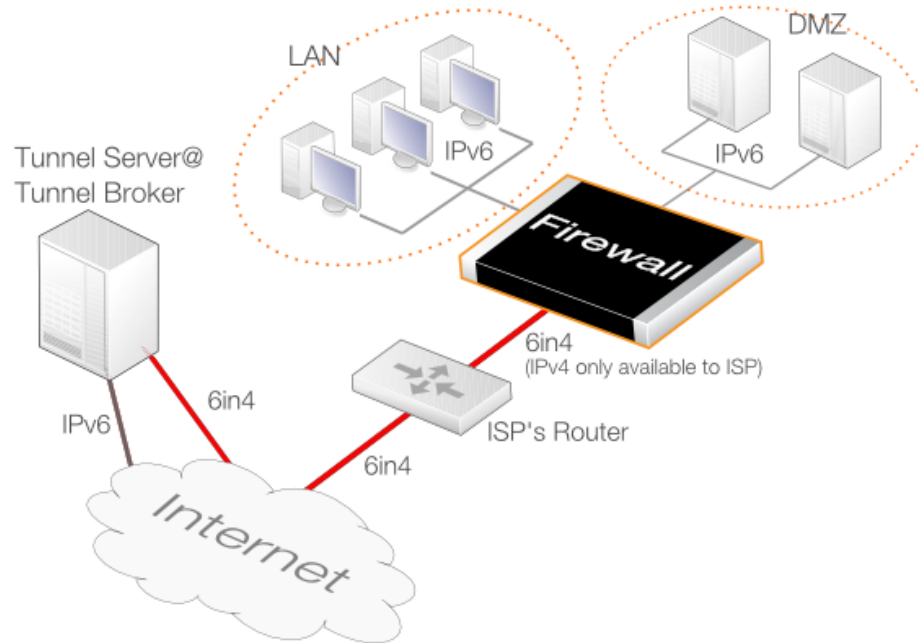 DMZ
LAN
IPv6
IPv6
Tunnel Server@
Tunnel Broker
Firewall
6in4
(IPv4 only available to ISP)
6in4
IPv6
ISP's Router
6in4
Internet